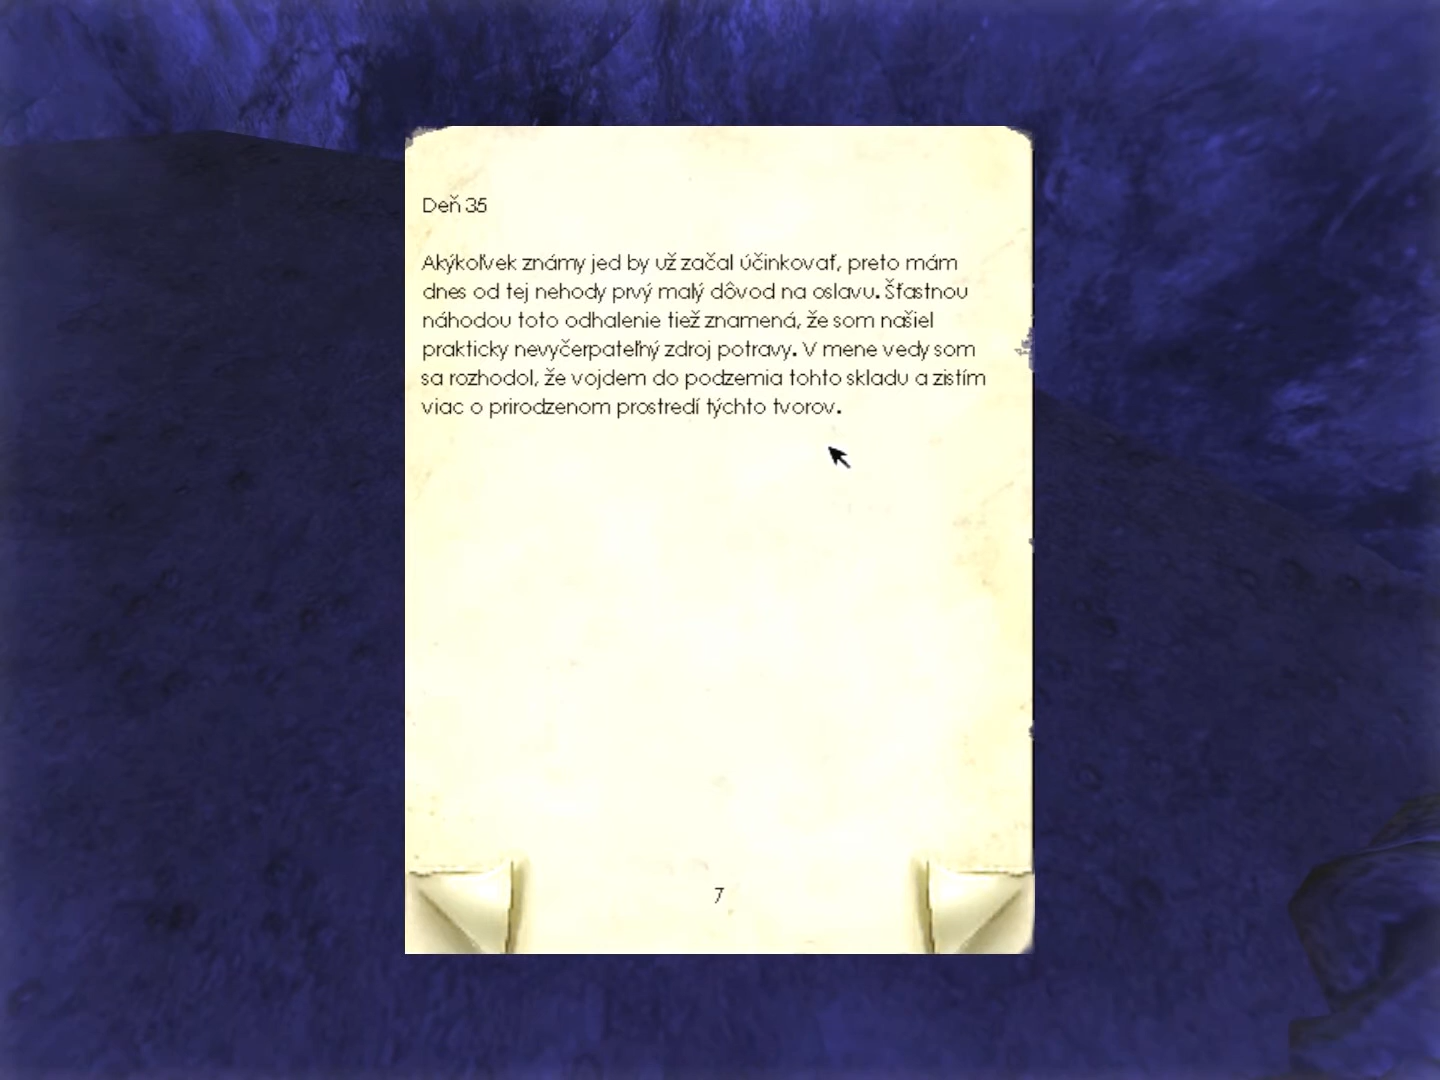 Deň 35
Akýkoľvek známy jed by už začal účinkovať, preto mám
dnes od tej nehody prvý malý dôvod na oslavu. Šťastnou
náhodou toto odhalenie tiež znamená, že som našiel
prakticky nevyčerpateľný zdroj potravy. V mene vedy som
sa rozhodol, že vojdem do podzemia tohto skladu a zistím
viac o prirodzenom prostredí týchto tvorov.
7